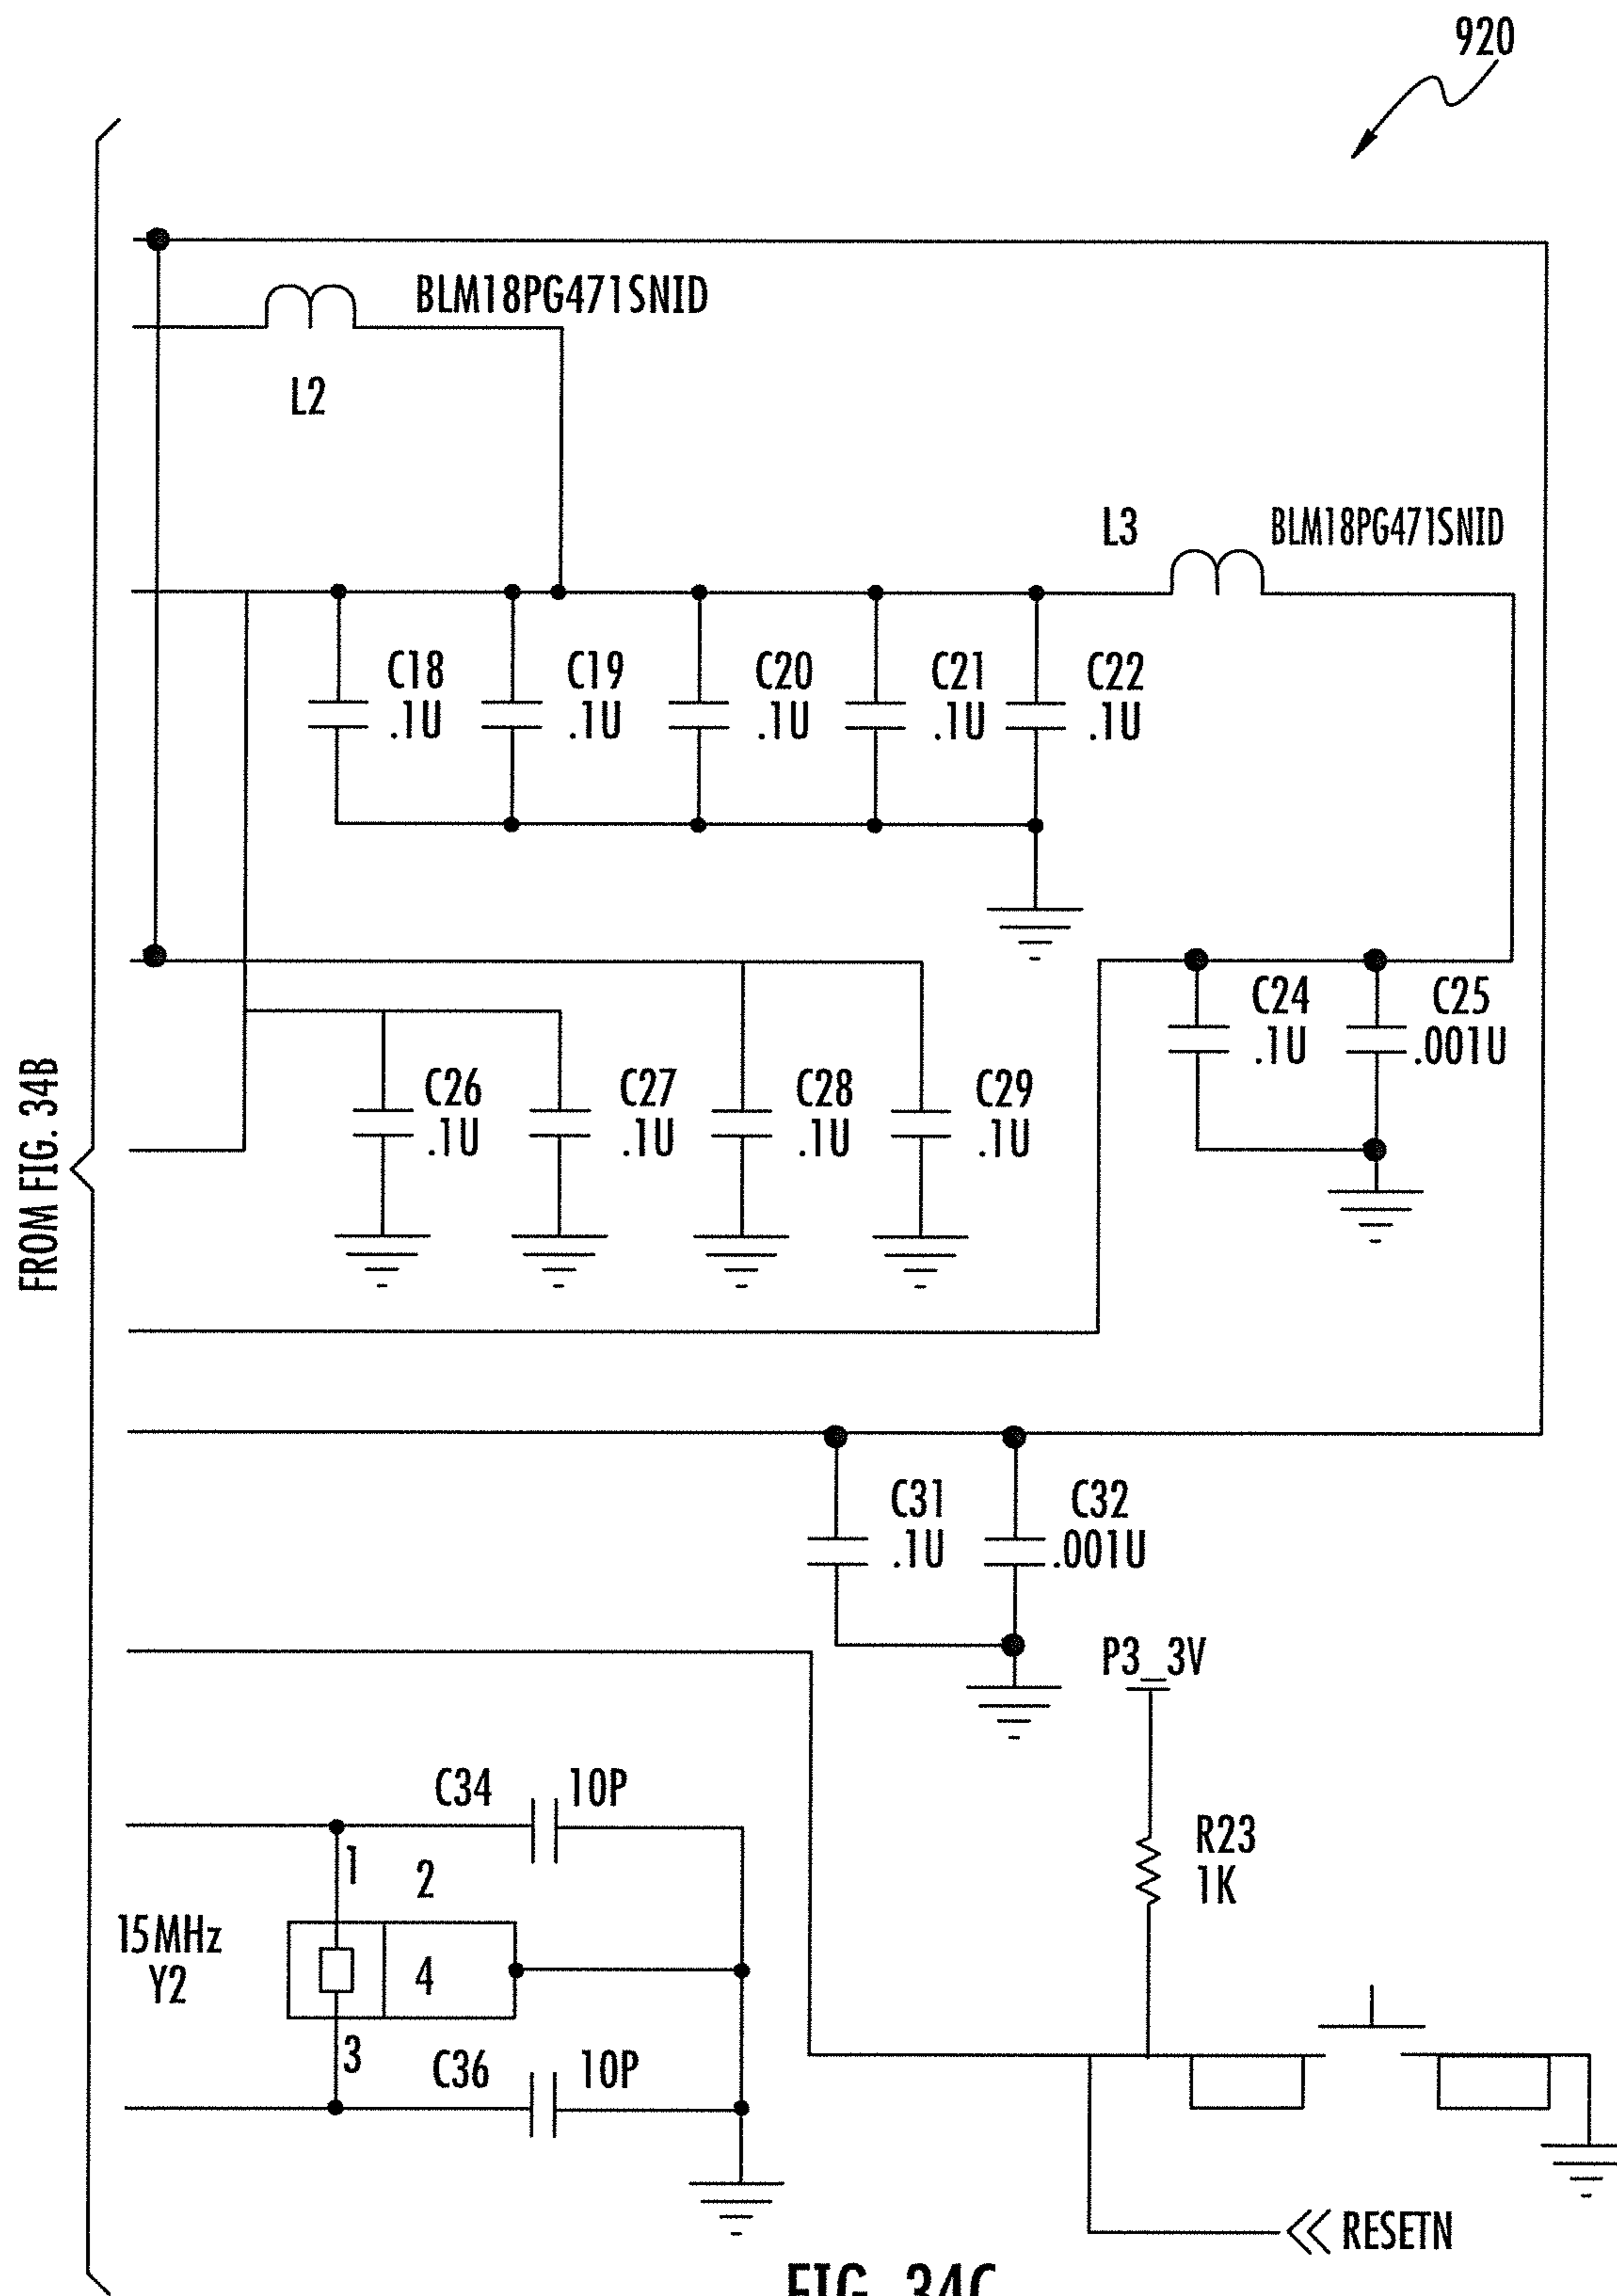 920
BLM18PG471SNID
L2
L3
BLM18PG471SNID
C18
.1U
C19
.1U
C20
.1U
C21
.1U
C22
.1U
C24
.1U
C25
.001U
C26
.1U
C27
.1U
C28
.1U
C29
.1U
FROM FIG. 34B
C31
.1U
C32
.001U
P3_3V
C34
10P
R23
1K
1
2
15MHz
Y2
4
3
C36
10P
RESETN
FIG. 34C